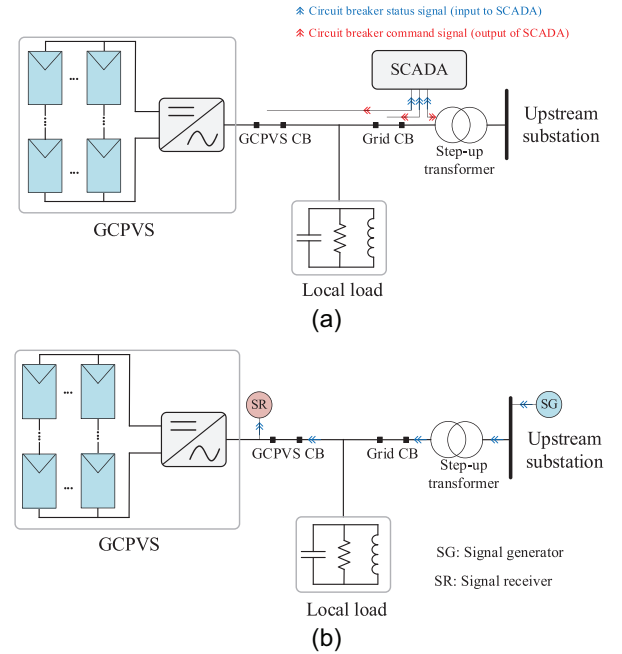 Circuit breaker status signal (input to SCADA)
Circuit breaker command signal (output of SCADA)
SCADA
GCPVS CB
Grid CB
Step-up
transformer
Upstream
substation
GCPVS
Local load
(a)
SR
SG
GCPVS CB
Grid CB
Step-up
transformer
Upstream
substation
GCPVS
SG: Signal generator
SR: Signal receiver
Local load
(b)